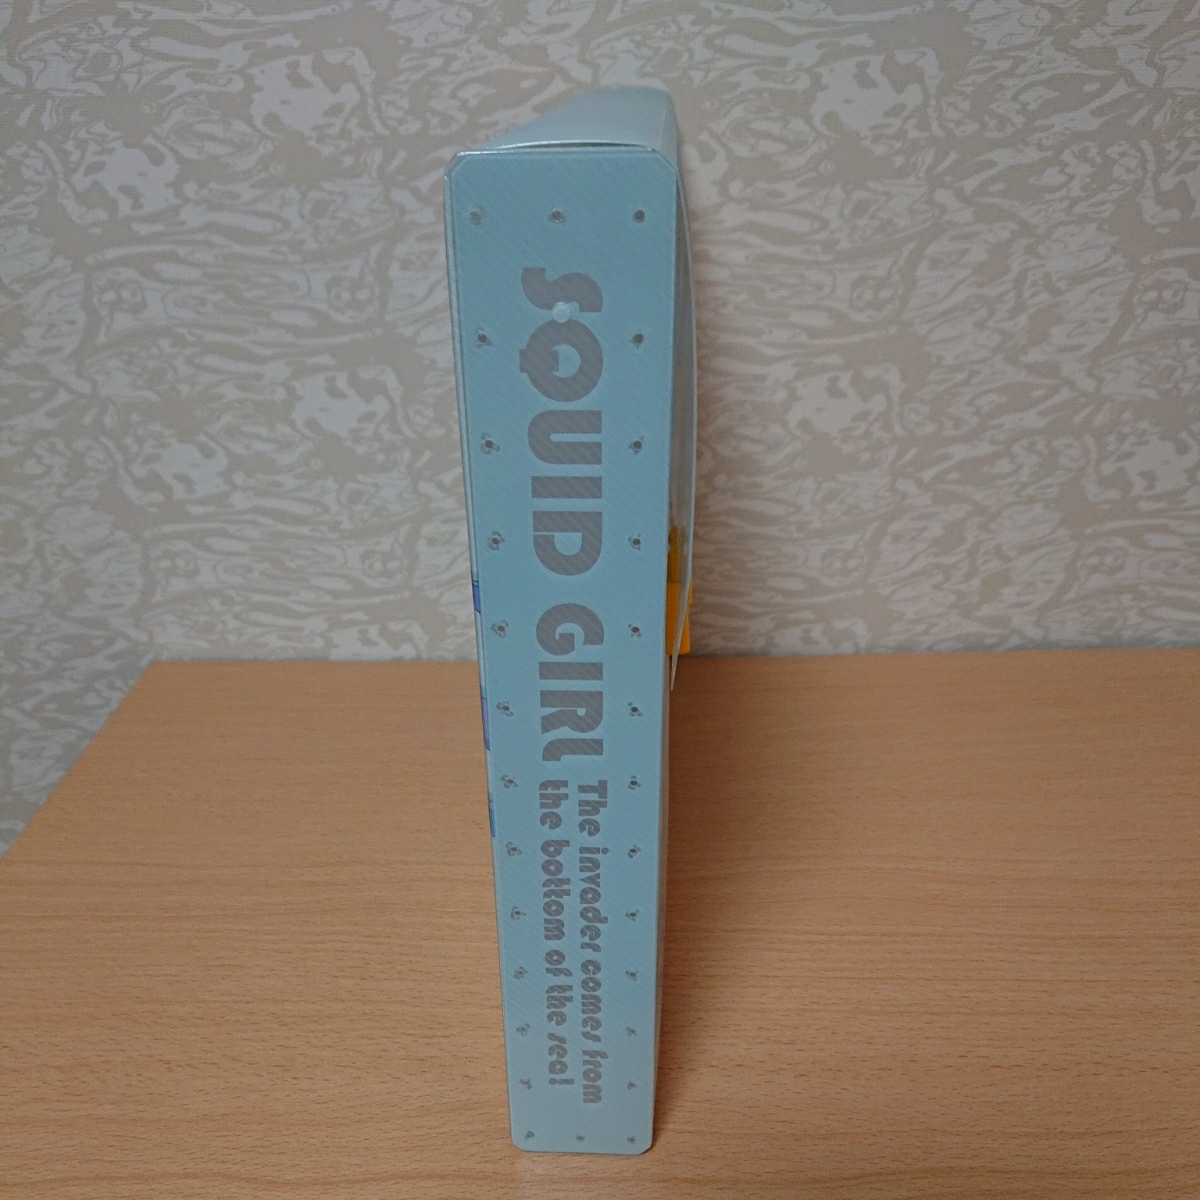 SQUID GIRL
The invader comes from
the bottom of the sea!